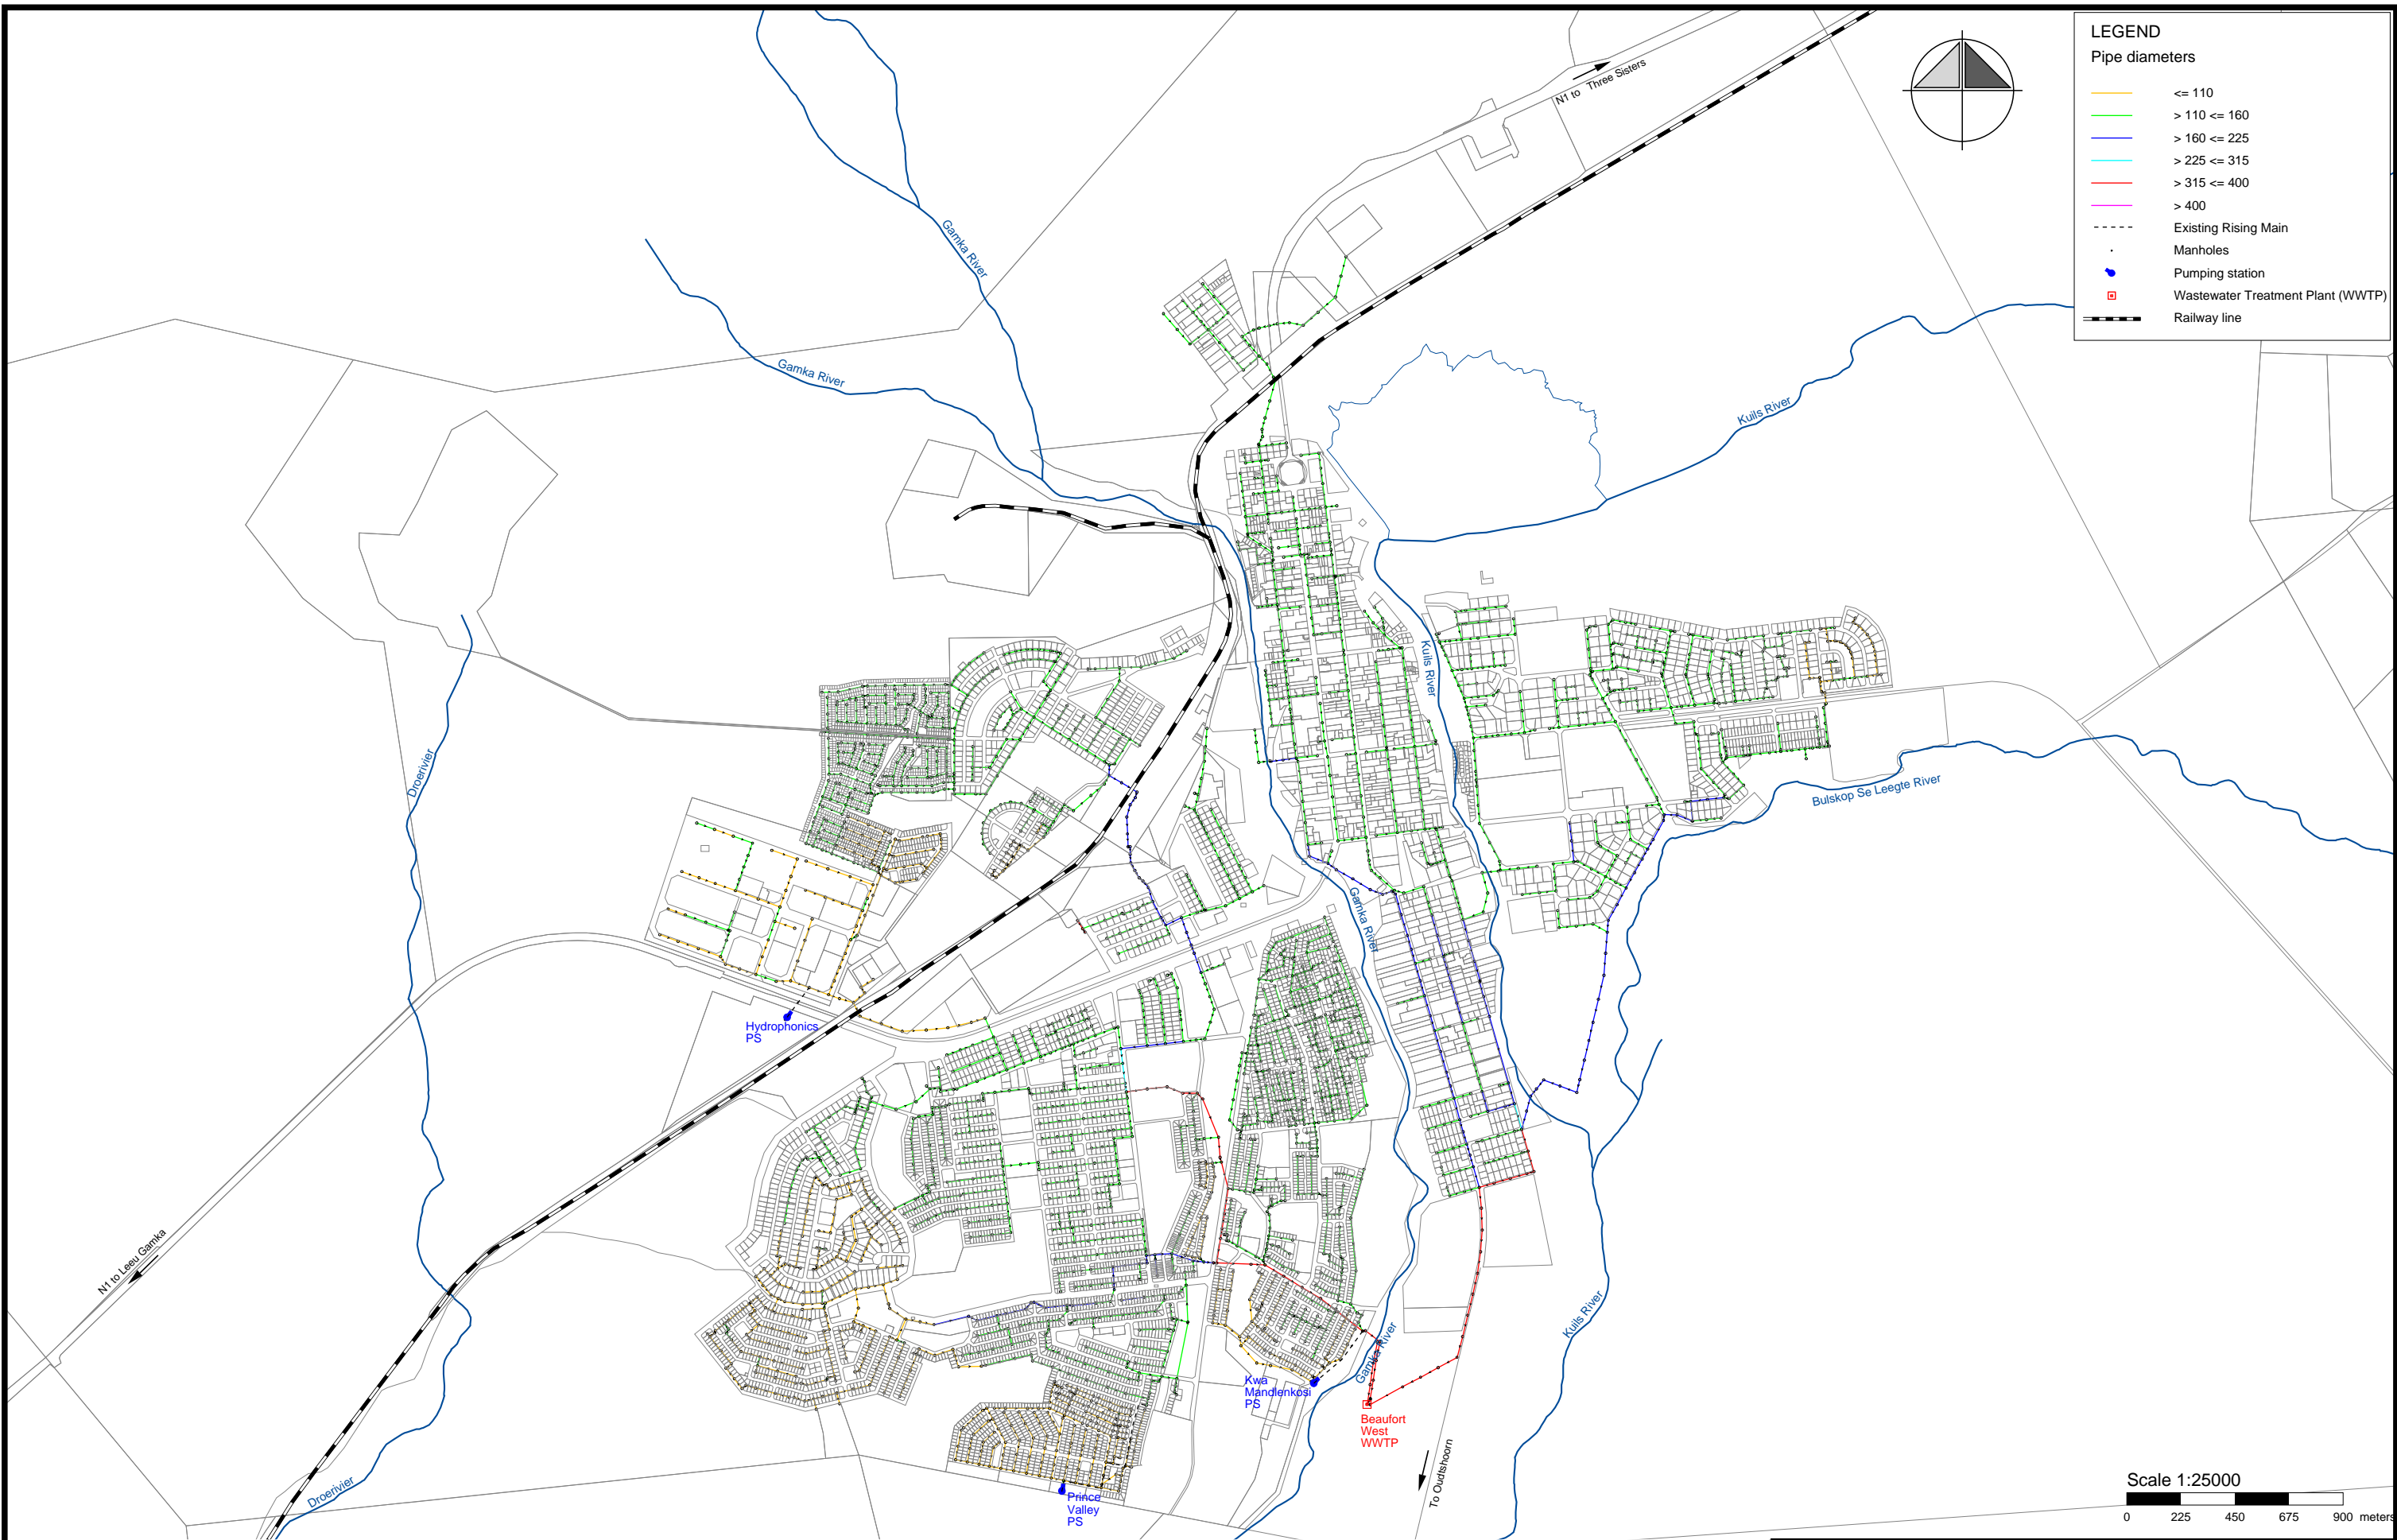 LEGEND
Pipe diameters
<= 110
> 110 <= 160
> 160 <= 225
> 225 <= 315
> 315 <= 400
> 400
Existing Rising Main
Manholes
Pumping station
Wastewater Treatment Plant (WWTP)
Railway line
N1 to Three Sisters
Gamka River
Gamka River
Kuils River
Kuils River
Droerivier
Bulskop Se Leegte River
Gamka River
Hydrophonics
PS
N1 to Leeu Gamka
Kuils River
Gamka River
Kwa
Mandlenkosi
PS
Beaufort
West
WWTP
To Oudtshoorn
Droerivier
Prince
Valley
PS
Scale 1:25000
0 225 450 675 900 meters